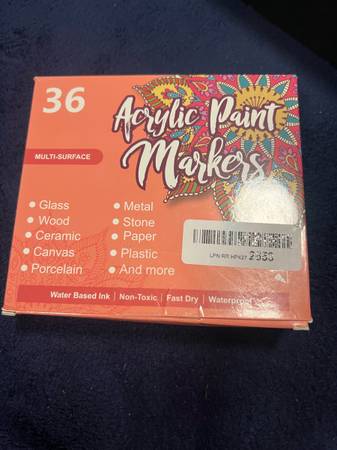 36
Acrylic Paint
Markers
MULTI-SURFACE
Glass
Wood
Ceramic
Canvas
Porcelain
Metal
Stone
Paper
Plastic
And more
Water Based Ink | Non-Toxic | Fast Dry | Waterproof